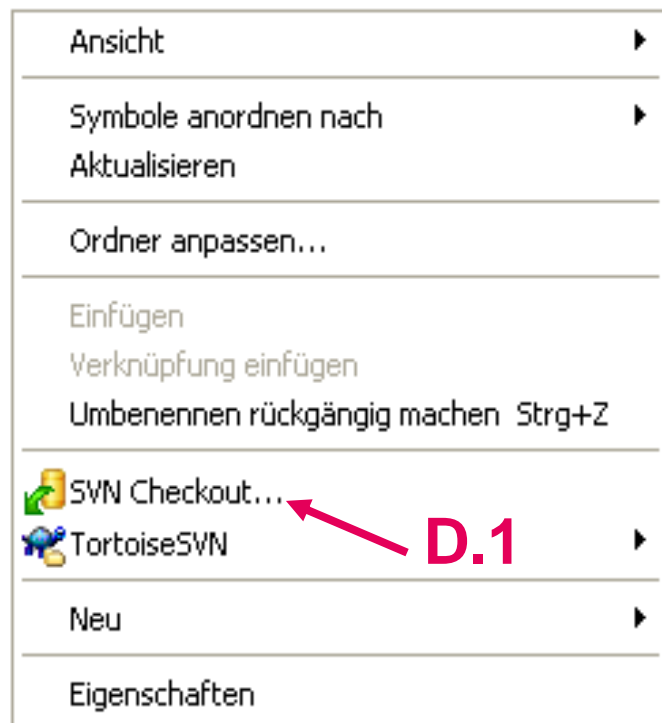 Ansicht
Symbole anordnen nach
Aktualisieren
Ordner anpassen...
Einfügen
Verknüpfung einfügen
Umbenennen rückgängig machen Strg+Z
SVN Checkout...
D.1
TortoiseSVN
Neu
Eigenschaften